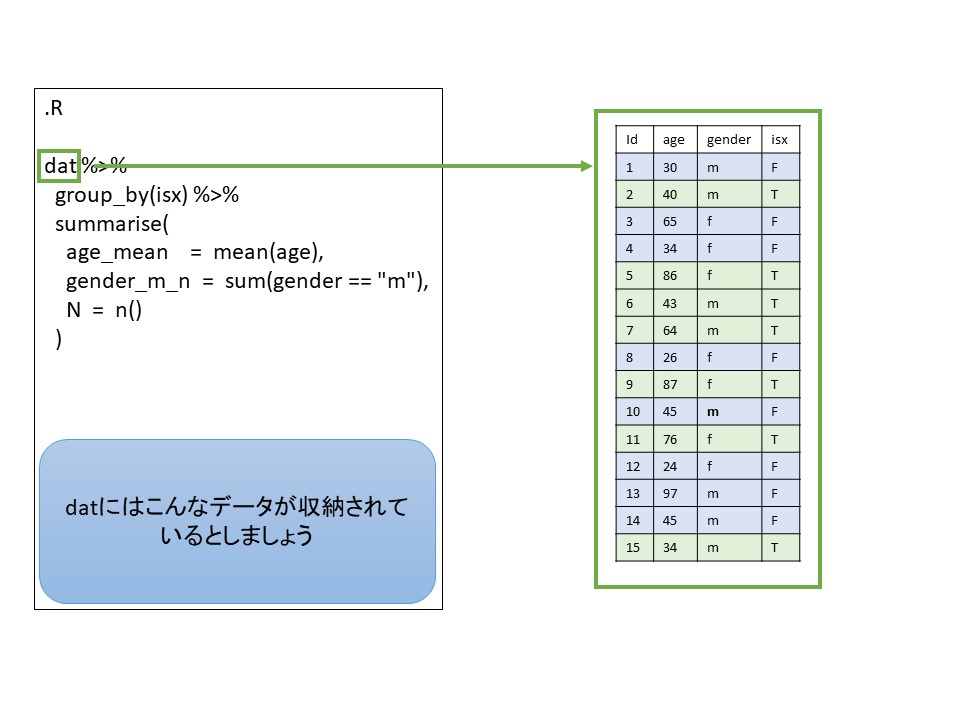 .R
dat %>%
group_by(isx) %>%
summarise(
age_mean = mean(age),
gender_m_n = sum(gender == "m"),
N = n()
)
datにはこんなデータが収納されて
いるとしましょう
Id age gender isx
1 30 m F
2 40 m T
3 65 f F
4 34 f F
5 86 f T
6 43 m T
7 64 m T
8 26 f F
9 87 f T
10 45 m F
11 76 f T
12 24 f F
13 97 m F
14 45 m F
15 34 m T